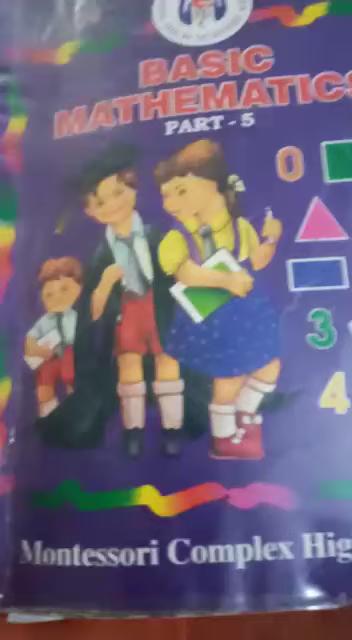 BASIC
MATHEMATICS
PART - 5
0
3
4
Montessori Complex Hig